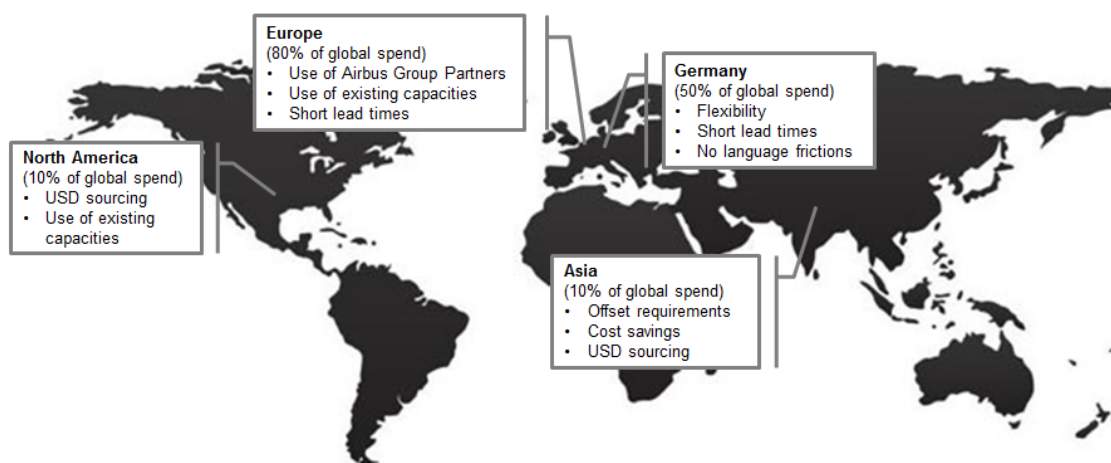 Europe
(80% of global spend)
• Use of Airbus Group Partners
• Use of existing capacities
• Short lead times
Germany
(50% of global spend)
• Flexibility
• Short lead times
• No language frictions
North America
(10% of global spend)
• USD sourcing
• Use of existing
capacities
Asia
(10% of global spend)
• Offset requirements
• Cost savings
• USD sourcing